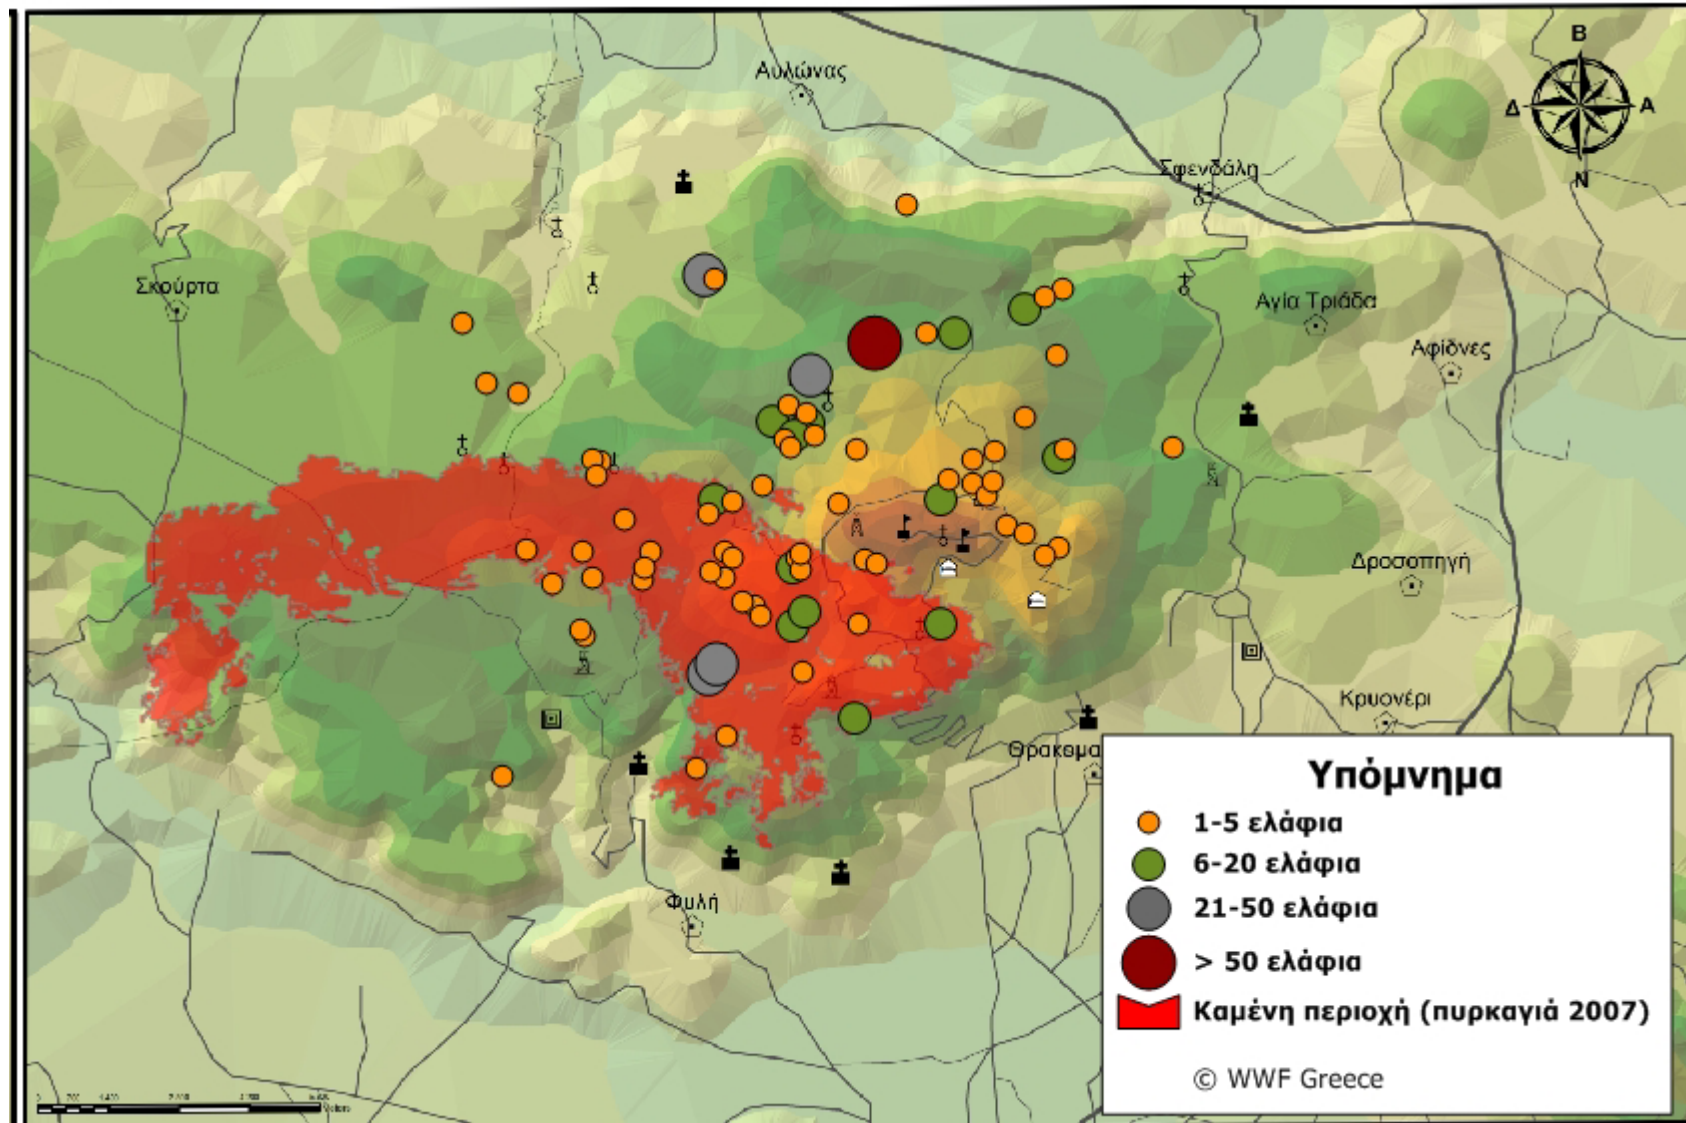 Αυλώνας
Β
Δ
Α
Ν
Σφενδάλη
Σκούρτα
Αγία Τριάδα
Αφίδνες
Δροσοπηγή
Κρυονέρι
Θρακομα
Φυλή
Υπόμνημα
1-5 ελάφια
6-20 ελάφια
21-50 ελάφια
> 50 ελάφια
Καμένη περιοχή (πυρκαγιά 2007)
© WWF Greece